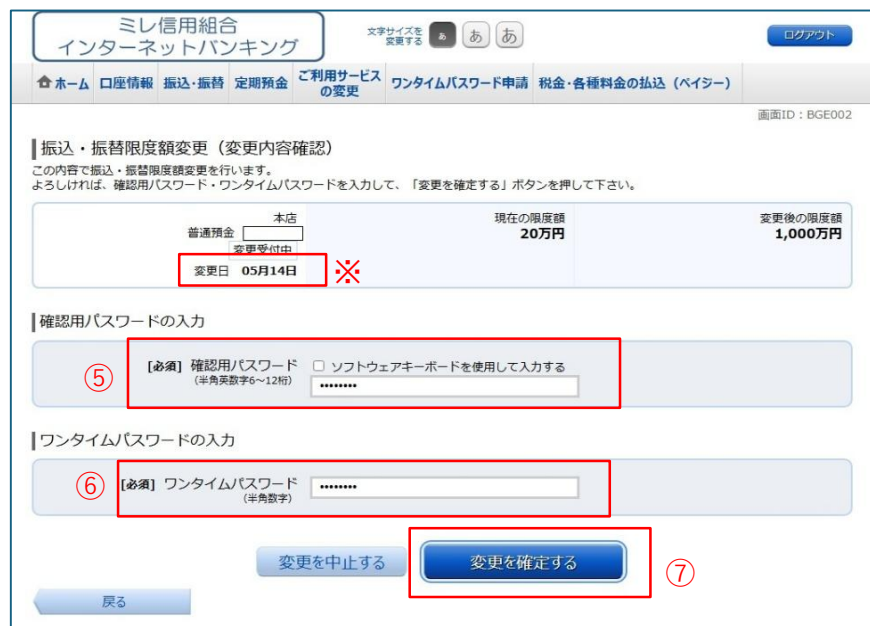 ミレ信用組合
インターネットバンキング
文字サイズを
変更する
あ
あ
あ
ログアウト
ホーム 口座情報 振込・振替 定期預金 ご利用サービス
の変更 ワンタイムパスワード申請 税金・各種料金の払込（ペイジー）
画面ID：BGE002
振込・振替限度額変更（変更内容確認）
この内容で振込・振替限度額変更を行います。
よろしければ、確認用パスワード・ワンタイムパスワードを入力して、「変更を確定する」ボタンを押して下さい。
本店
普通預金
変更受付中
変更日 05月14日
※
現在の限度額
20万円
変更後の限度額
1,000万円
確認用パスワードの入力
⑤
[必須] 確認用パスワード
（半角英数字6～12桁）
ソフトウェアキーボードを使用して入力する
••••••••
ワンタイムパスワードの入力
⑥
[必須] ワンタイムパスワード
（半角数字）
••••••••
変更を中止する
変更を確定する
⑦
戻る